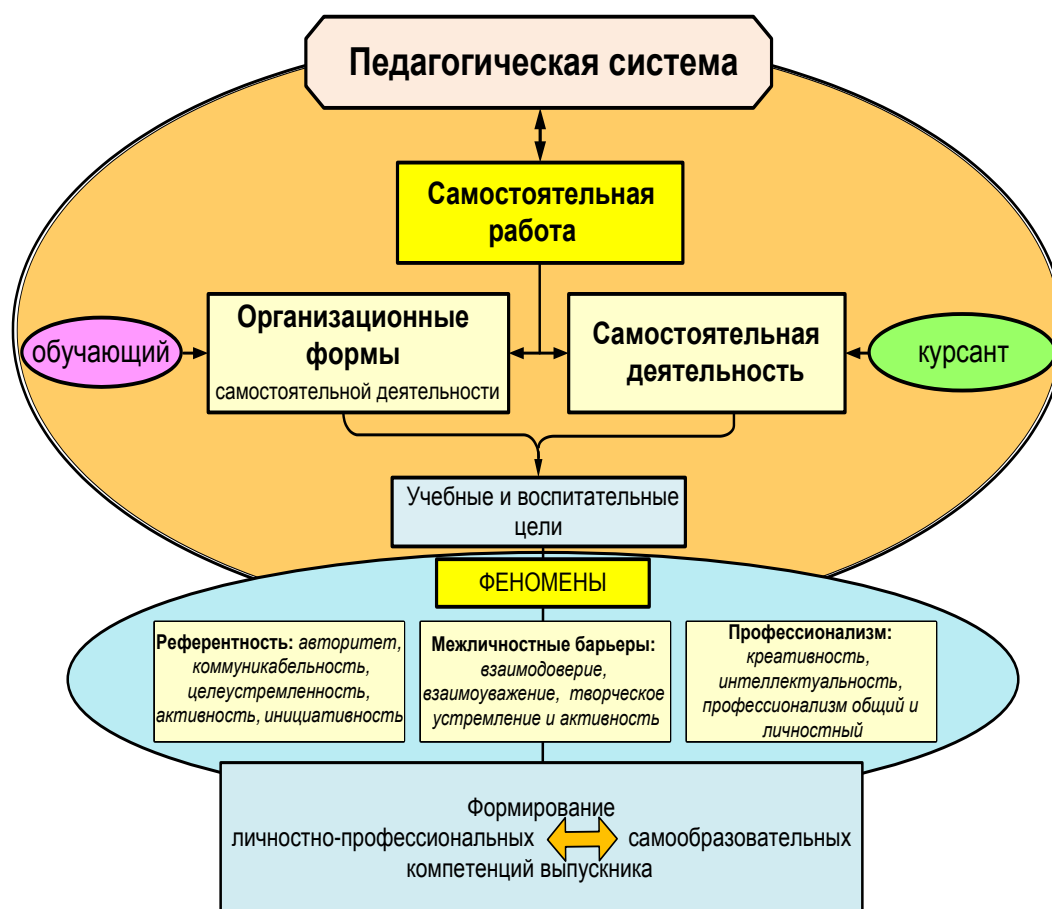 Педагогическая система
Самостоятельная
работа
обучающий
Организационные
формы
самостоятельной деятельности
Самостоятельная
деятельность
курсант
Учебные и воспитательные
цели
ФЕНОМЕНЫ
Референтность: авторитет,
коммуникабельность,
целеустремленность,
активность, инициативность
Межличностные барьеры:
взаимодоверие,
взаимоуважение, творческое
устремление и активность
Профессионализм:
креативность,
интеллектуальность,
профессионализм общий и
личностный
Формирование
личностно-профессиональных самообразовательных
компетенций выпускника